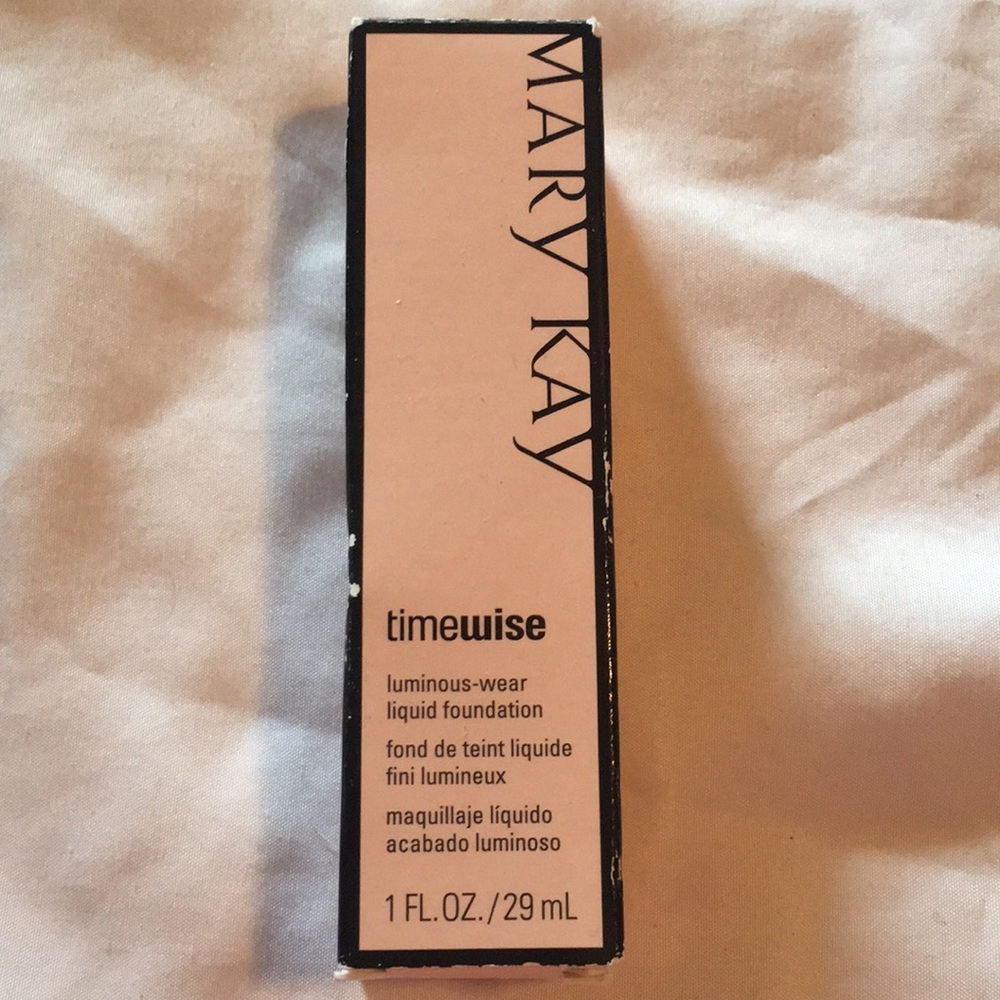 MARY KAY
timewise
luminous-wear
liquid foundation
fond de teint liquide
fini lumineux
maquillaje líquido
acabado luminoso
1 FL. OZ. / 29 mL